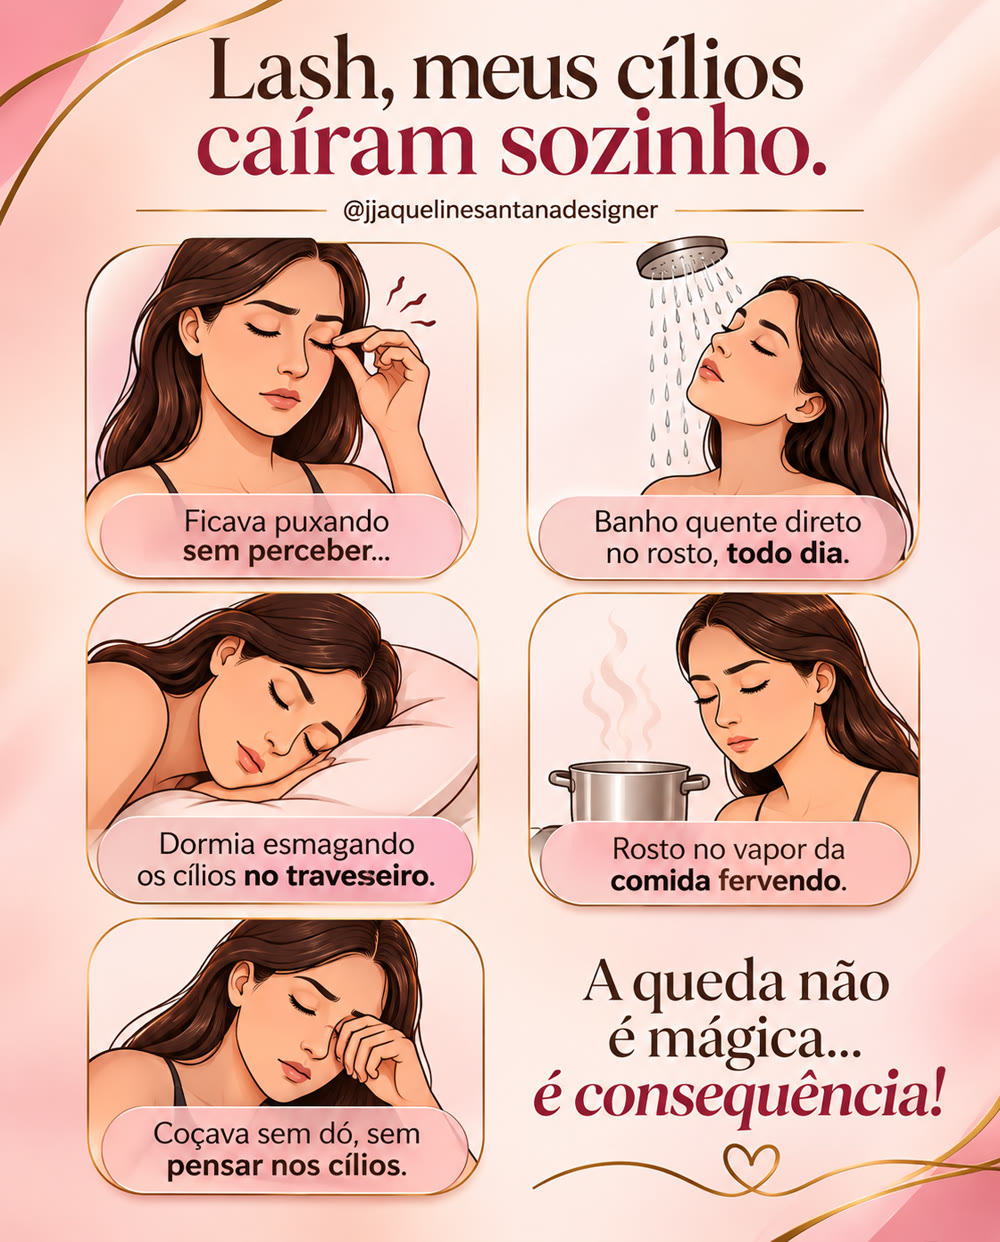 Lash, meus cílios
caíram sozinho.
@jjaquelinesantanadesigner
Ficava puxando
sem perceber...
Banho quente direto
no rosto, todo dia.
Dormia esmagando
os cílios no travesseiro.
Rosto no vapor da
comida fervendo.
Coçava sem dó, sem
pensar nos cílios.
A queda não
é mágica...
é consequência!